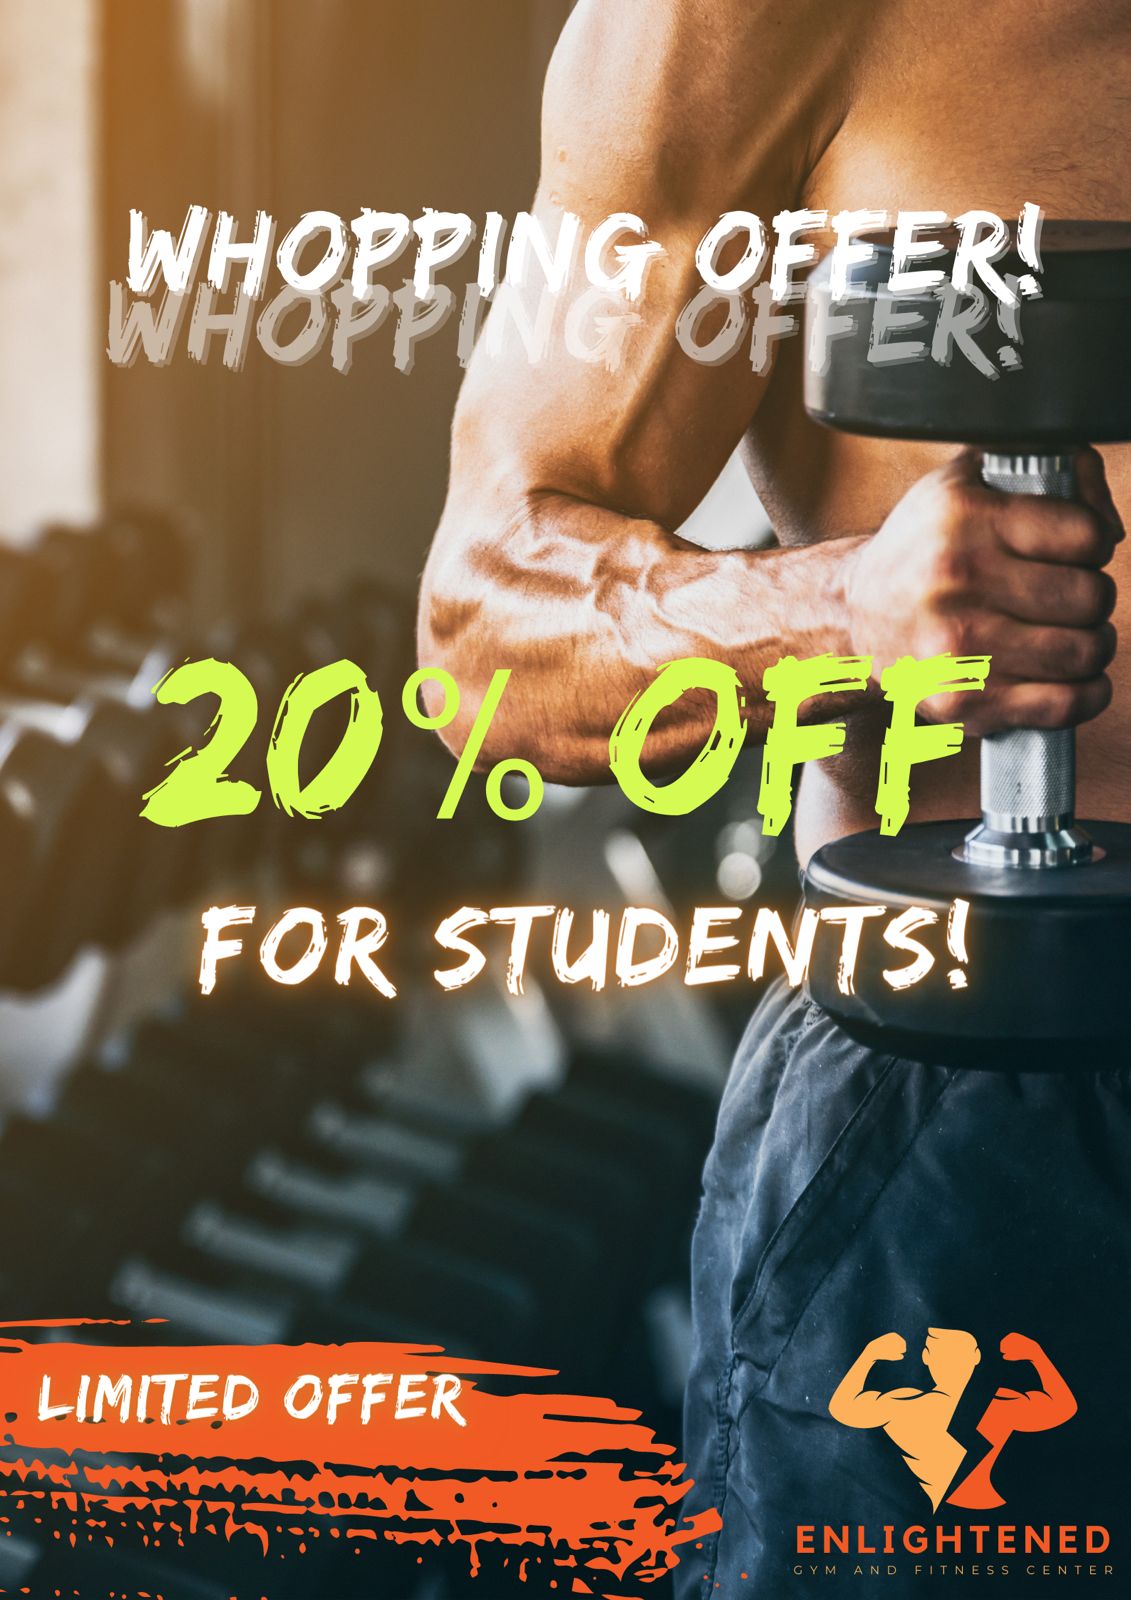 WHOPPING OFFER!
WHOPPING OFFER!
20% OFF
FOR STUDENTS!
LIMITED OFFER
ENLIGHTENED
GYM AND FITNESS CENTER